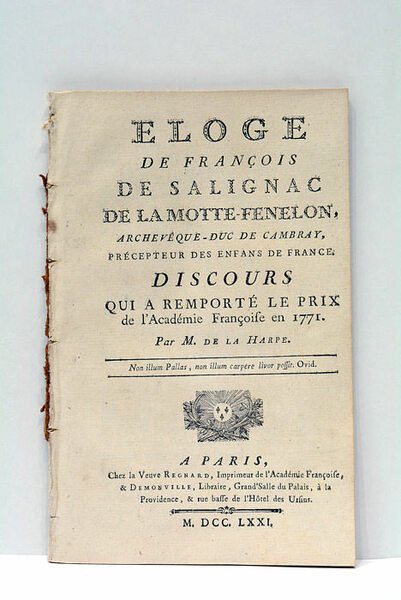 ELOGE
DE FRANÇOIS
DE SALIGNAC
DE LA MOTTE-FENELON,
ARCHEVÊQUE-DUC DE CAMBRAY,
PRÉCEPTEUR DES ENFANS DE FRANCE.
DISCOURS
QUI A REMPORTÉ LE PRIX
de l'Académie Françoiſe en 1771.
Par M. DE LA HARPE.
Non illum Pallas, non illum carpere livor poſſit. Ovid.
A PARIS,
Chez la Veuve REGNARD, Imprimeur de l'Académie Françoiſe,
& DEMONVILLE, Libraire, Grand'Salle du Palais, à la
Providence, & rue baſſe de l'Hôtel des Urſins.
M. DCC. LXXI.